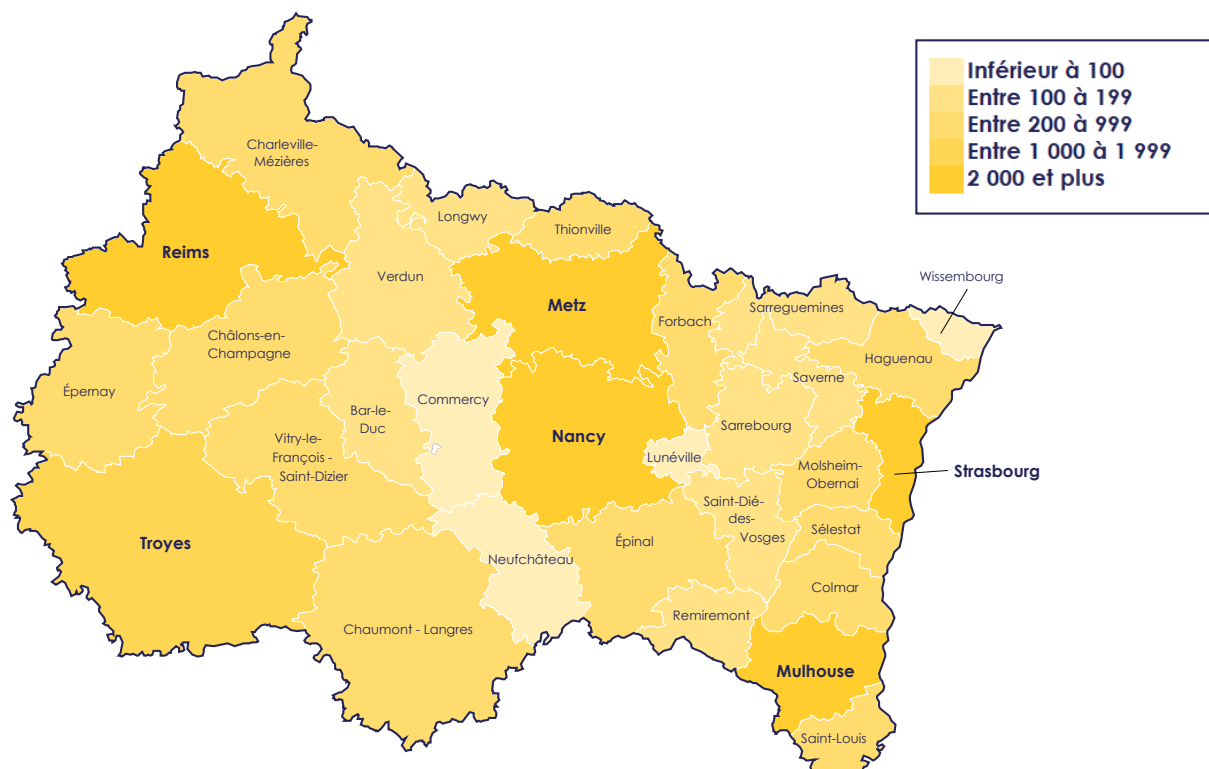 Inférieur à 100
Entre 100 à 199
Entre 200 à 999
Entre 1 000 à 1 999
2 000 et plus
Charleville-
Mézières
Longwy
Thionville
Reims
Verdun
Wissembourg
Metz
Forbach
Sarreguemines
Châlons-en-
Champagne
Haguenau
Saverne
Épernay
Commercy
Bar-le-
Duc
Nancy
Sarrebourg
Vitry-le-
François -
Saint-Dizier
Lunéville
Molsheim-
Obernai
Strasbourg
Saint-Dié-
des-
Vosges
Sélestat
Troyes
Épinal
Neufchâteau
Colmar
Remiremont
Chaumont - Langres
Mulhouse
Saint-Louis